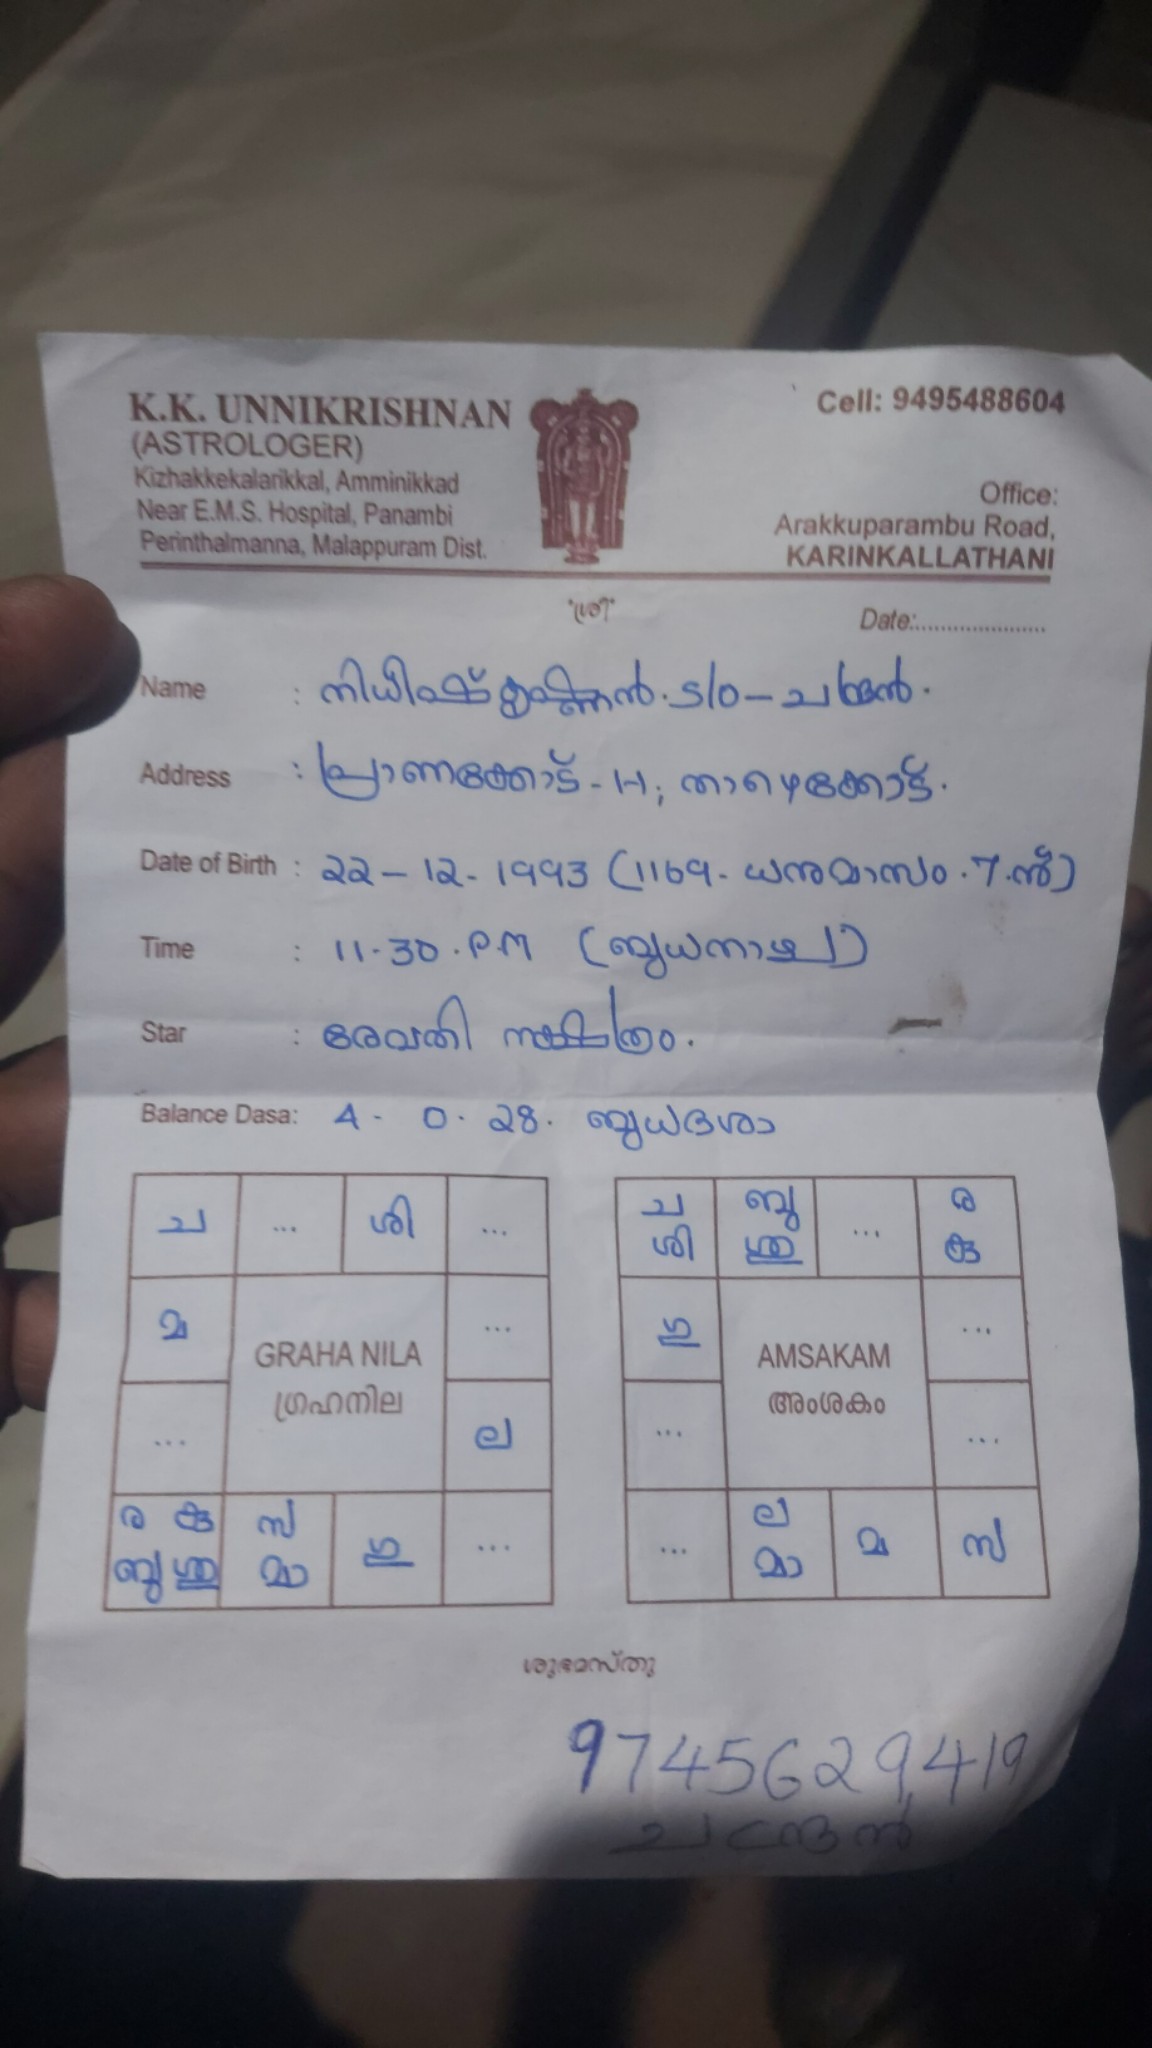 K.K. UNNIKRISHNAN
(ASTROLOGER)
Kizhakkekalarikkal, Amminikkad
Near E.M.S. Hospital, Panambi
Perinthalmanna, Malappuram Dist.
Cell: 9495488604
Office:
Arakkuparambu Road,
KARINKALLATHANI
"ശ്രീ"
Date:.....................
Name : നിധീഷ് കൃഷ്ണൻ. S/o - ചന്ദ്രൻ.
Address : പ്രാണക്കോട് - H; താഴെക്കോട്.
Date of Birth : 22 - 12 - 1993 (1169 - ധനുമാസം . 7.ന്)
Time : 11-30 . P.M (ബുധനാഴ്ച)
Star : രേവതി നക്ഷത്രം.
Balance Dasa: 4 - 0 . 28 . ബുധദശാ
ച ... ശി ...
മ ...
GRAHA NILA
ഗ്രഹനില
... ല
ര കു സ ഗു ...
ബു ശു മാ
ച ബു ... ര
ശി ശു കു
ഗു ...
AMSAKAM
അംശകം
... ...
... ല മ സ
മാ
ശുഭമസ്തു
9745629419
ചന്ദ്രൻ